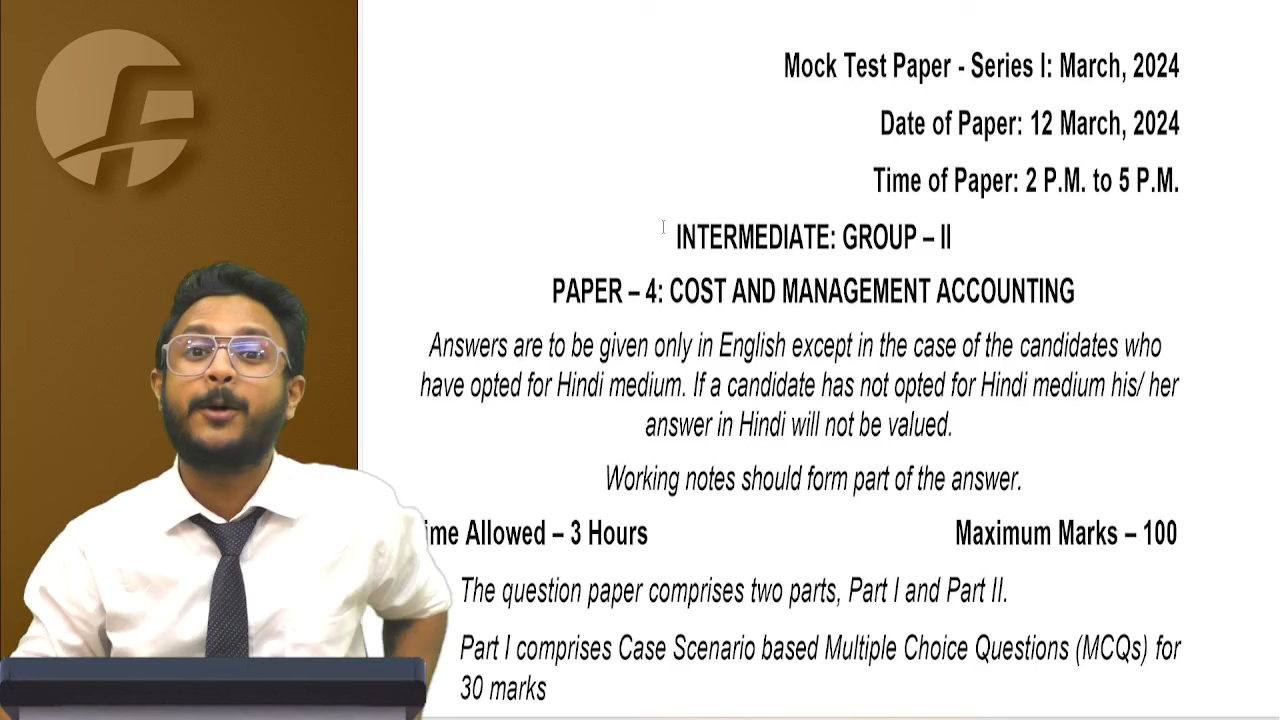 Mock Test Paper - Series I: March, 2024
Date of Paper: 12 March, 2024
Time of Paper: 2 P.M. to 5 P.M.
INTERMEDIATE: GROUP – II
PAPER – 4: COST AND MANAGEMENT ACCOUNTING
Answers are to be given only in English except in the case of the candidates who
have opted for Hindi medium. If a candidate has not opted for Hindi medium his/ her
answer in Hindi will not be valued.
Working notes should form part of the answer.
ime Allowed – 3 Hours Maximum Marks – 100
The question paper comprises two parts, Part I and Part II.
Part I comprises Case Scenario based Multiple Choice Questions (MCQs) for
30 marks